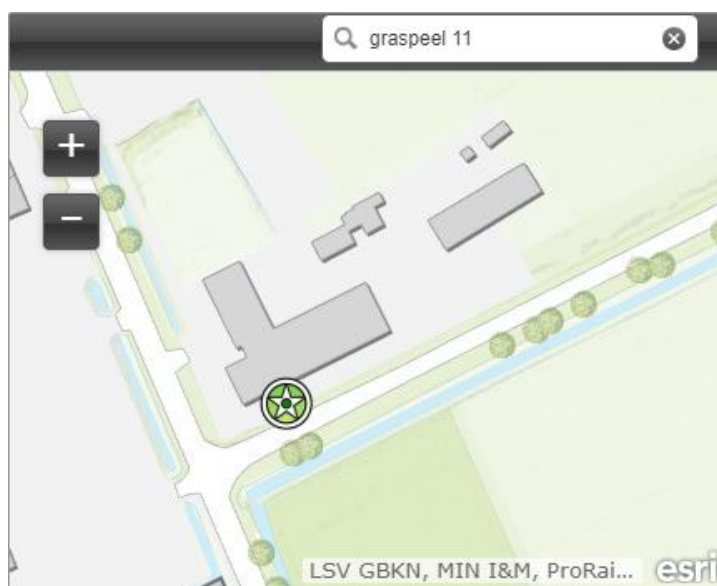 graspeel 11
+
−
LSV GBKN, MIN I&M, ProRai...
esri